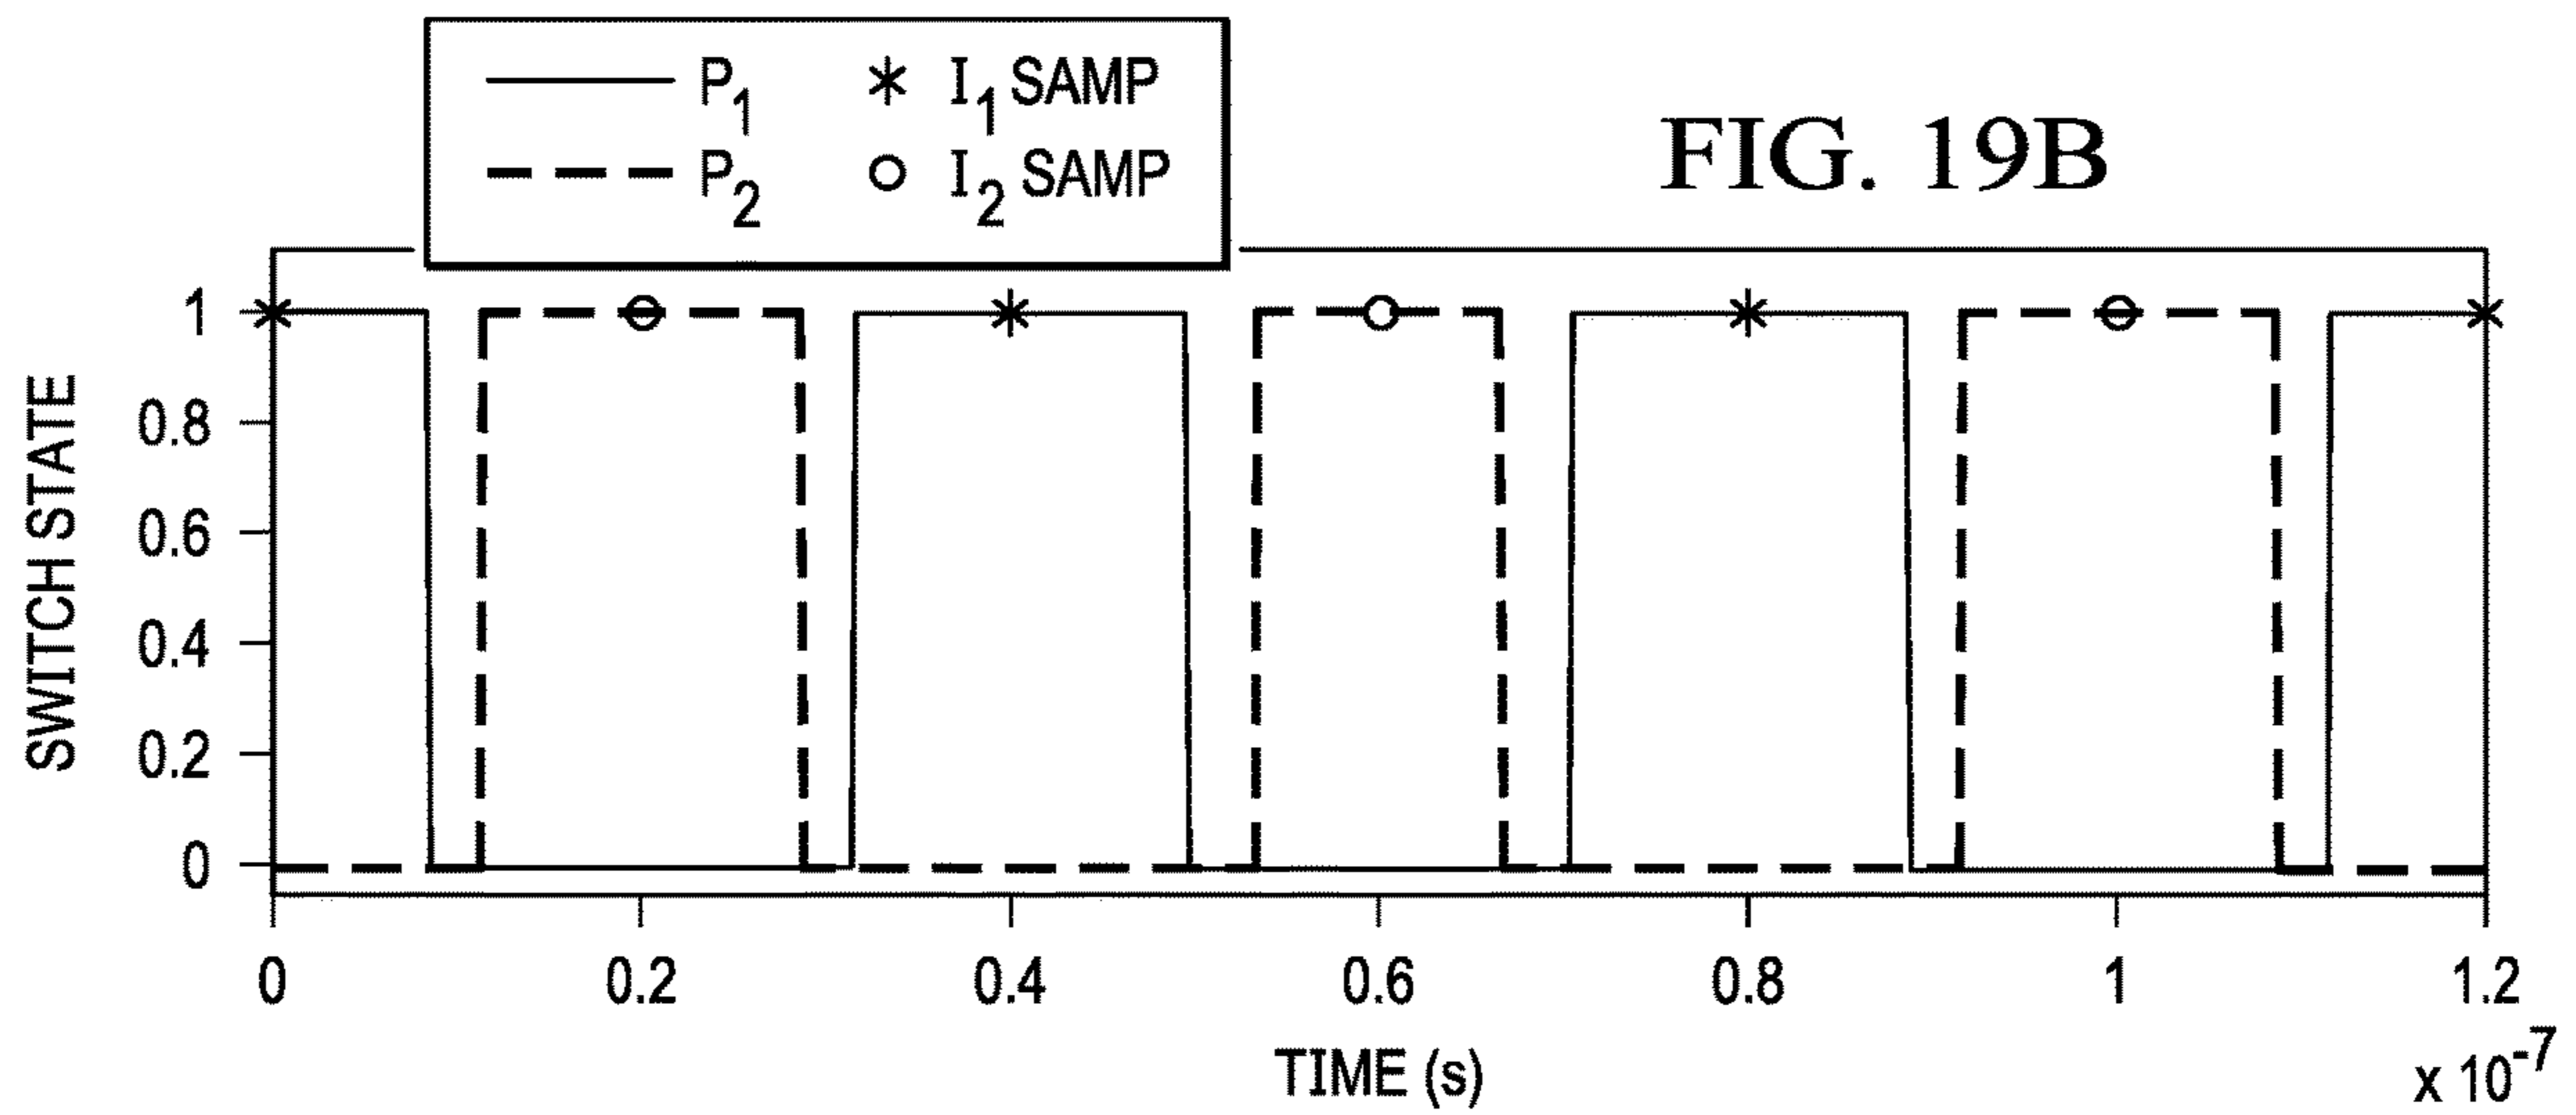 P1 I1 SAMP
P2 I2 SAMP
FIG. 19B
SWITCH STATE
1
0.8
0.6
0.4
0.2
0
0 0.2 0.4 0.6 0.8 1 1.2
TIME (s)
x 10-7